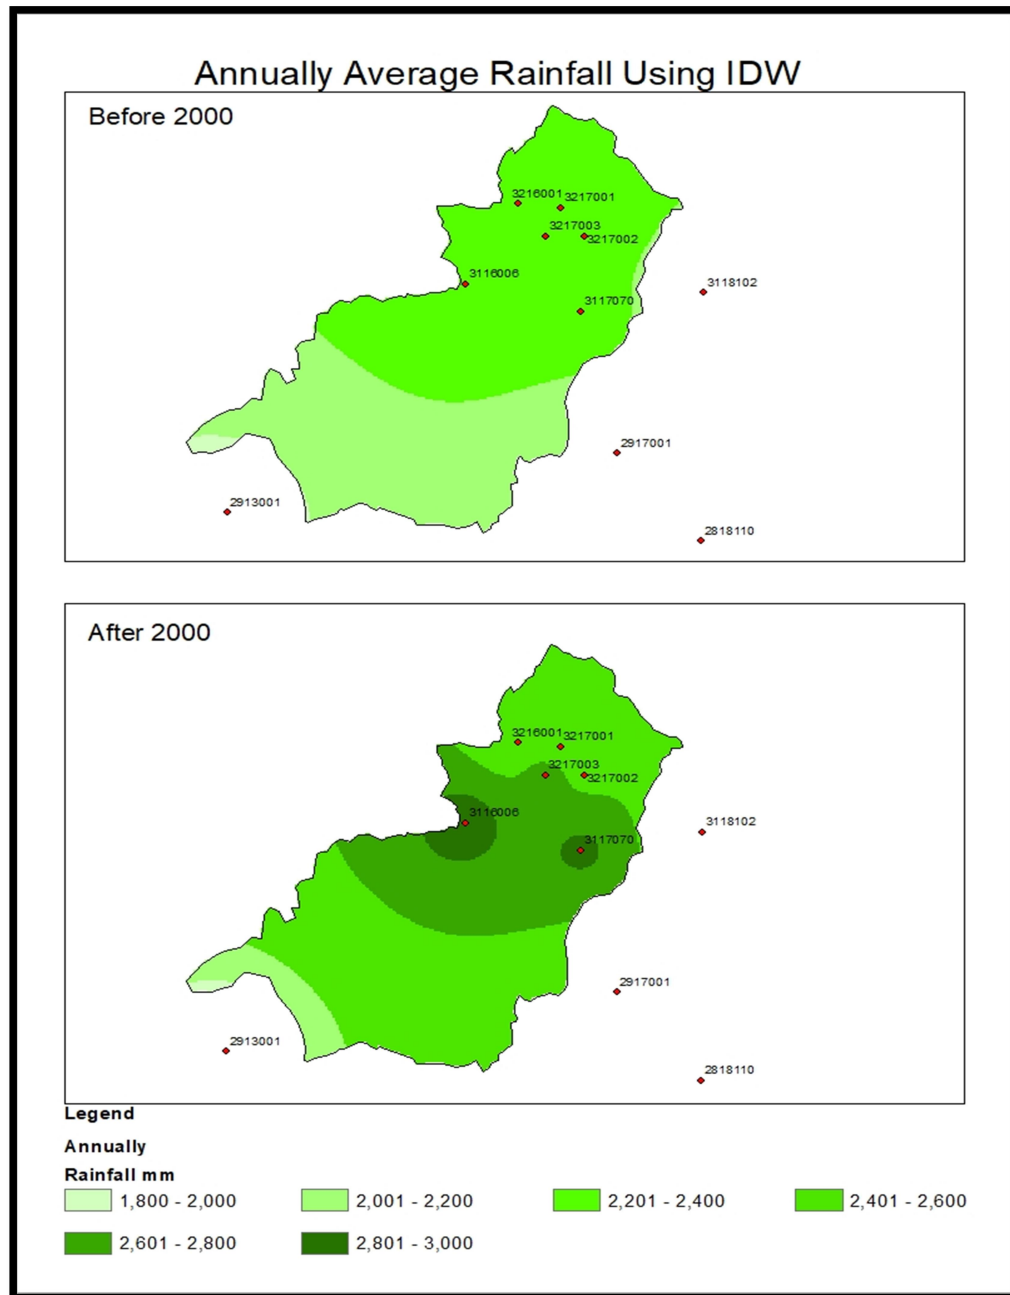 Annually Average Rainfall Using IDW
Before 2000
3216001
3217001
3217003
3217002
3116006
3118102
3117070
2917001
2913001
2818110
After 2000
3216001
3217001
3217003
3217002
3116006
3118102
3117070
2917001
2913001
2818110
Legend
Annually
Rainfall mm
1,800 - 2,000 2,001 - 2,200 2,201 - 2,400 2,401 - 2,600
2,601 - 2,800 2,801 - 3,000